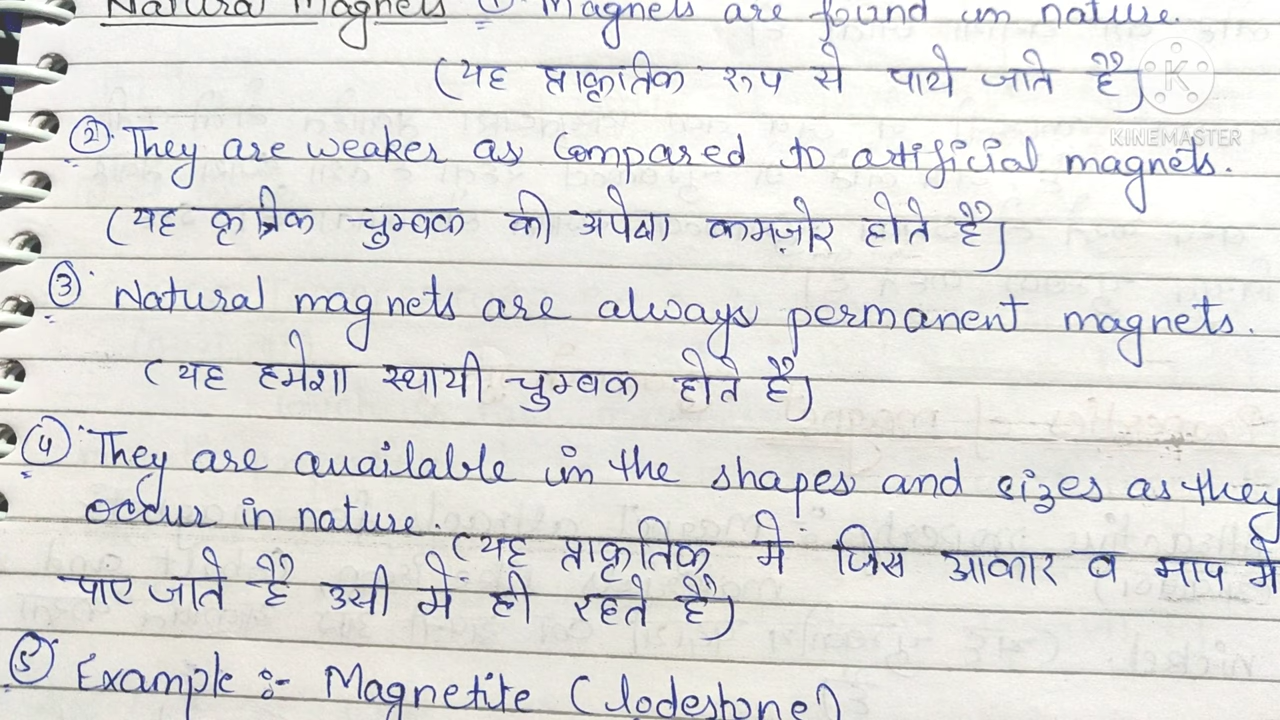 Natural Magnets ① Magnets are found in nature.
(यह प्राकृतिक रूप से पाये जाते है)
KINEMASTER
② They are weaker as compared to artificial magnets.
(यह कृत्रिक चुम्बक की अपेक्षा कमज़ोर होते है)
③ Natural magnets are always permanent magnets.
(यह हमेशा स्थायी चुम्बक होते है)
④ They are available in the shapes and sizes as they
occur in nature. (यह प्राकृतिक में जिस आकार व माप में
पाए जाते है उसी में ही रहते है)
⑤ Example :- Magnetite (lodestone)